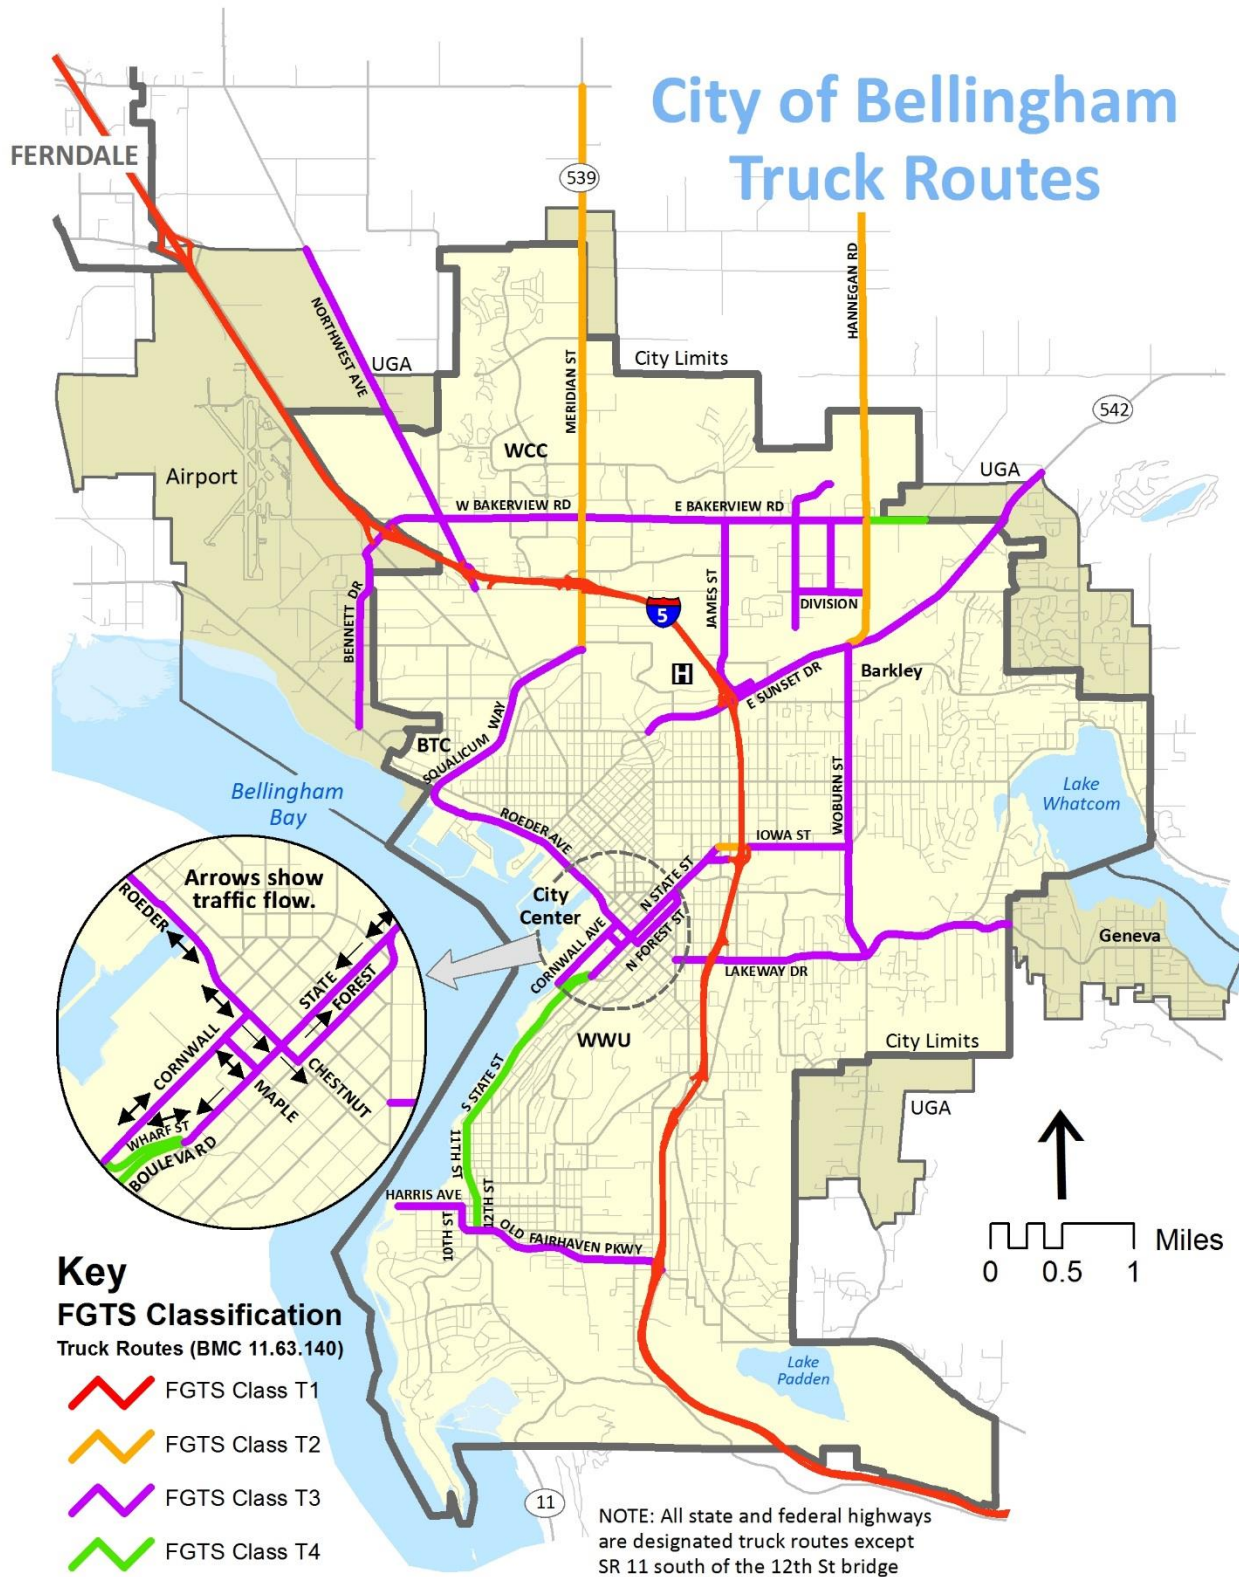 City of Bellingham
Truck Routes
FERNDALE
539
HANNEGAN RD
NORTHWEST AVE
UGA
MERIDIAN ST
City Limits
542
WCC
UGA
Airport
W BAKERVIEW RD
E BAKERVIEW RD
BENNETT DR
JAMES ST
DIVISION
5
H
E SUNSET DR
Barkley
BTC
SQUALICUM WAY
Bellingham
Bay
Lake
Whatcom
ROEDER AVE
WOBURN ST
IOWA ST
City
Center
N STATE ST
CORNWALL AVE
N FOREST ST
LAKEWAY DR
Geneva
WWU
City Limits
S STATE ST
UGA
11TH ST
HARRIS AVE
12TH ST
10TH ST
OLD FAIRHAVEN PKWY
Miles
0 0.5 1
Lake
Padden
11
Arrows show
traffic flow.
ROEDER
STATE
FOREST
CORNWALL
CHESTNUT
MAPLE
WHARF ST
BOULEVARD
Key
FGTS Classification
Truck Routes (BMC 11.63.140)
FGTS Class T1
FGTS Class T2
FGTS Class T3
FGTS Class T4
NOTE: All state and federal highways
are designated truck routes except
SR 11 south of the 12th St bridge